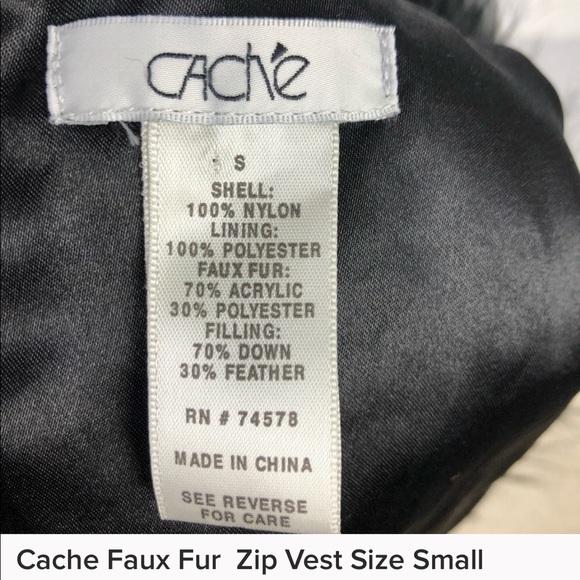 Caché
S
SHELL:
100% NYLON
LINING:
100% POLYESTER
FAUX FUR:
70% ACRYLIC
30% POLYESTER
FILLING:
70% DOWN
30% FEATHER
RN # 74578
MADE IN CHINA
SEE REVERSE
FOR CARE
Cache Faux Fur Zip Vest Size Small